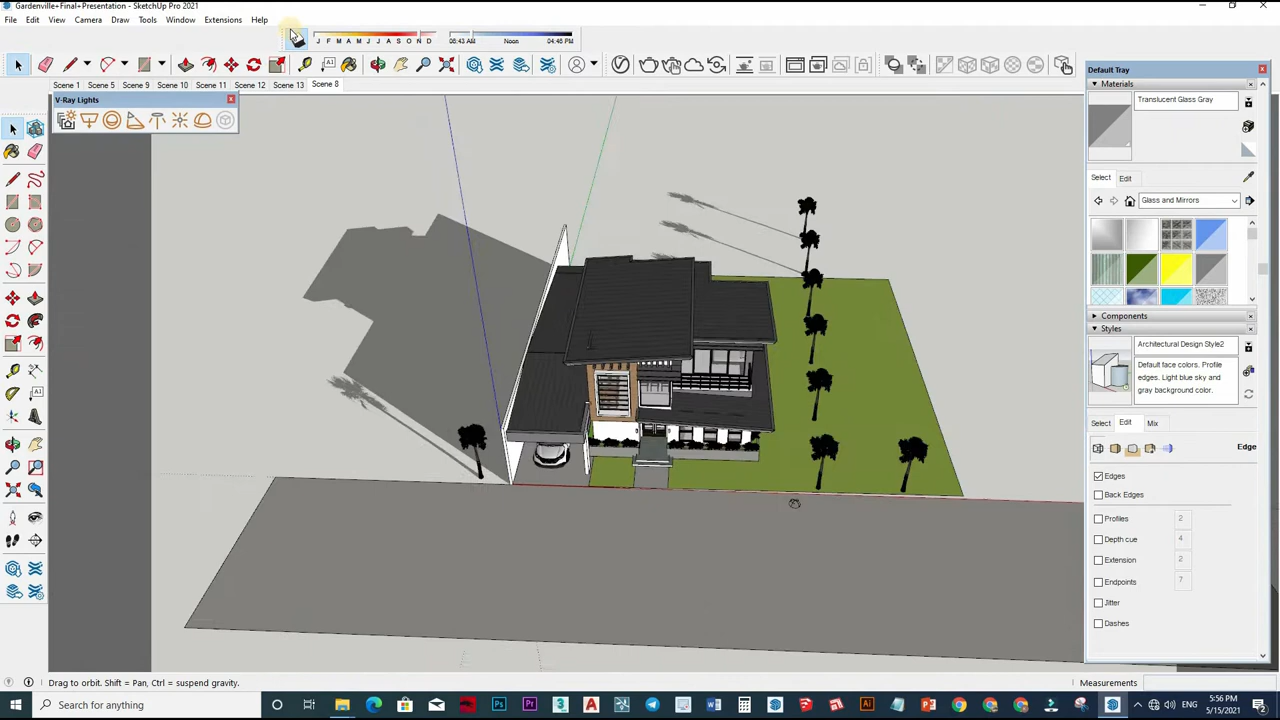 Gardenville+Final+Presentation - SketchUp Pro 2021
File Edit View Camera Draw Tools Window Extensions Help
J F M A M J J A S O N D 06:43 AM Noon 04:46 PM
Scene 1 Scene 5 Scene 9 Scene 10 Scene 11 Scene 12 Scene 13 Scene 8
V-Ray Lights
Default Tray
Materials
Translucent Glass Gray
Select Edit
Glass and Mirrors
Components
Styles
Architectural Design Style2
Default face colors. Profile
edges. Light blue sky and
gray background color.
Select Edit Mix
Edge
Edges
Back Edges
Profiles 2
Depth cue 4
Extension 2
Endpoints 7
Jitter
Dashes
Drag to orbit. Shift = Pan, Ctrl = suspend gravity.
Measurements
Type here to search
ENG
5:56 PM
5/15/2021